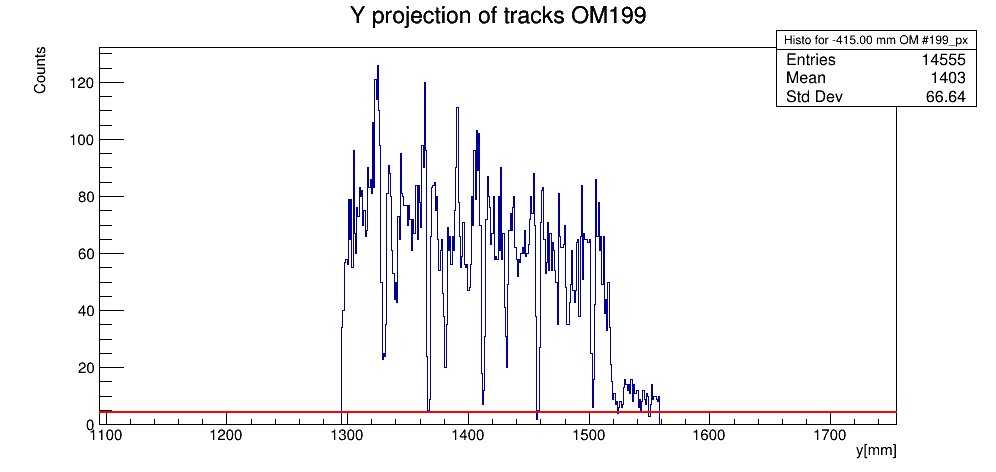 Y projection of tracks OM199
Histo for -415.00 mm OM #199_px
Entries 14555
Mean 1403
Std Dev 66.64
Counts
120
100
80
60
40
20
0
1100 1200 1300 1400 1500 1600 1700
y[mm]